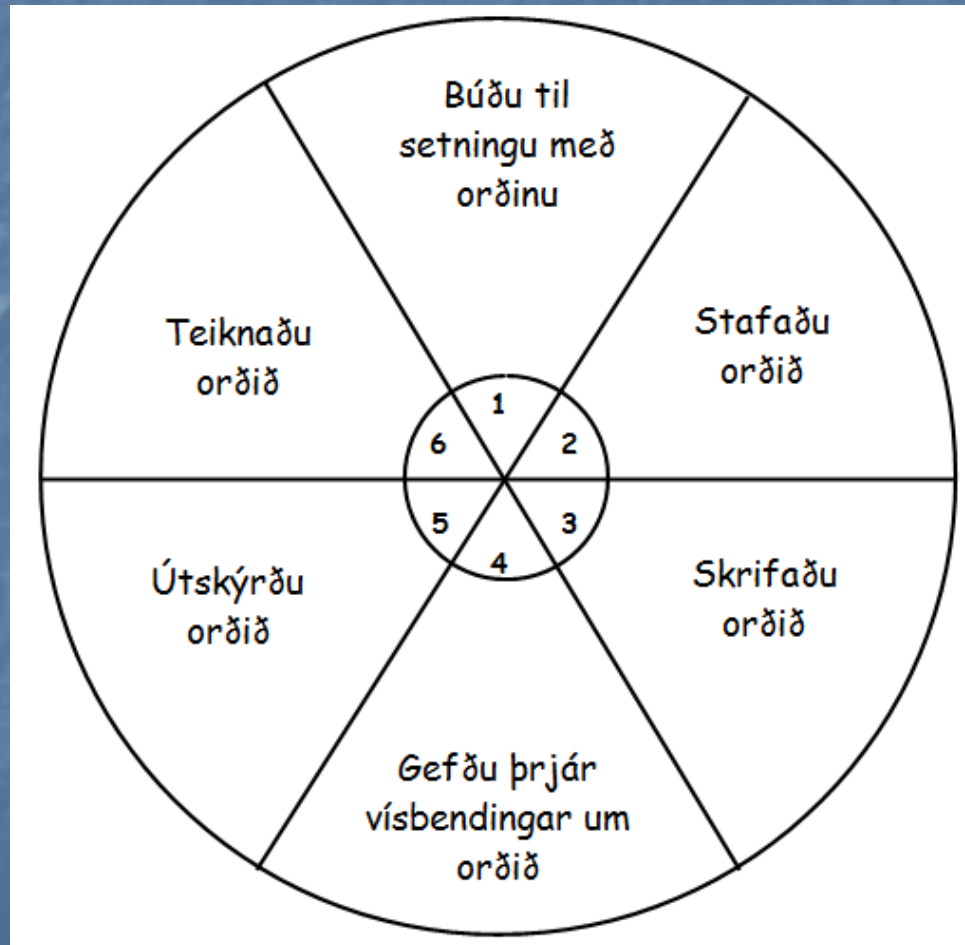 Búðu til
setningu með
orðinu
Stafaðu
orðið
Skrifaðu
orðið
Gefðu þrjár
vísbendingar um
orðið
Útskýrðu
orðið
Teiknaðu
orðið
1
2
3
4
5
6